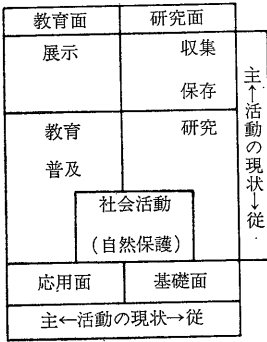 教育面 研究面
展示 収集
保存
教育 研究
普及
社会活動
(自然保護)
応用面 基礎面
主←活動の現状→従
主←活動の現状→従